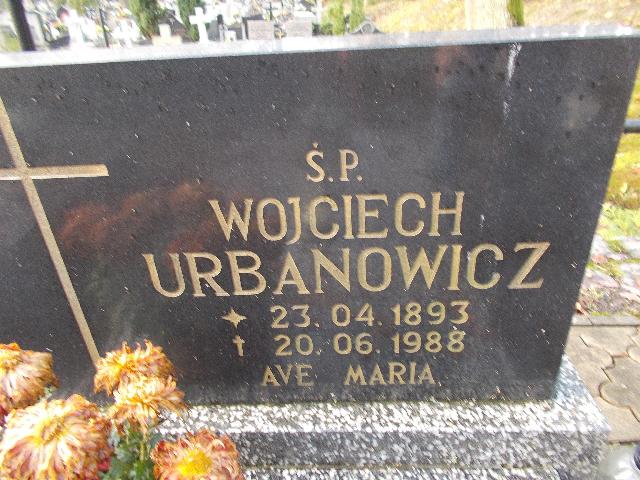 Ś.P.
WOJCIECH
URBANOWICZ
23. 04. 1893
† 20. 06. 1988
AVE MARIA